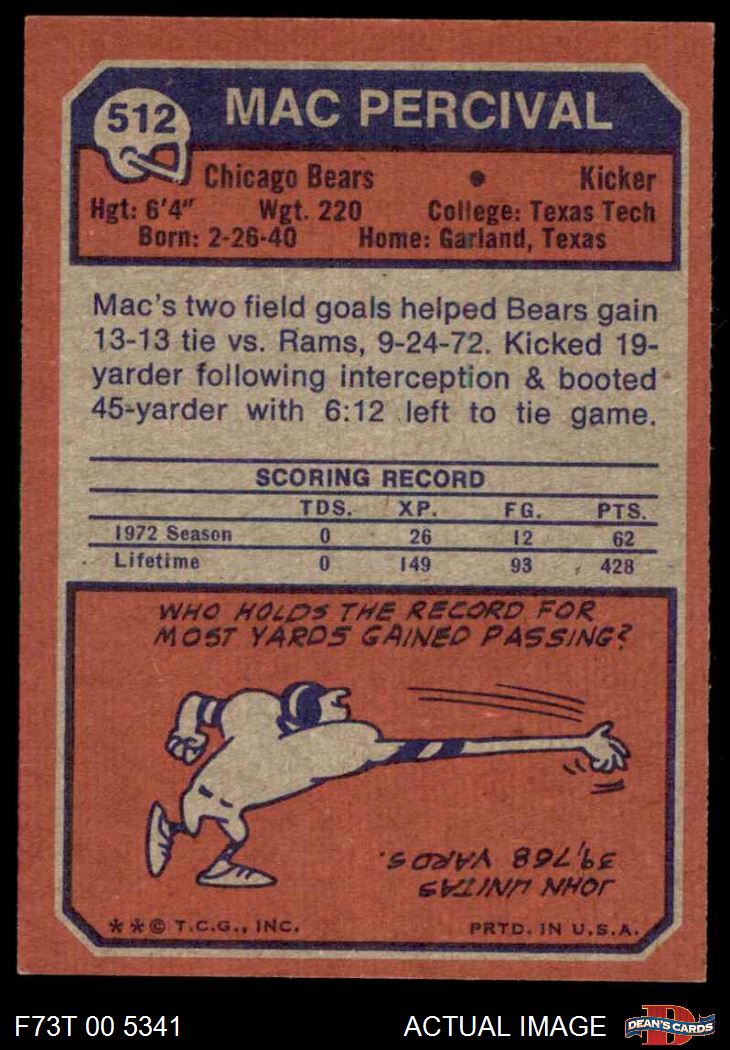 512 MAC PERCIVAL
Chicago Bears • Kicker
Hgt: 6'4" Wgt. 220 College: Texas Tech
Born: 2-26-40 Home: Garland, Texas
Mac's two field goals helped Bears gain
13-13 tie vs. Rams, 9-24-72. Kicked 19-
yarder following interception & booted
45-yarder with 6:12 left to tie game.
SCORING RECORD
TDS. XP. FG. PTS.
1972 Season 0 26 12 62
Lifetime 0 149 93 428
WHO HOLDS THE RECORD FOR
MOST YARDS GAINED PASSING?
JOHN UNITAS
39,768 YARDS.
**© T.C.G., INC. PRTD. IN U.S.A.
F73T 00 5341 ACTUAL IMAGE D DEAN'S CARDS